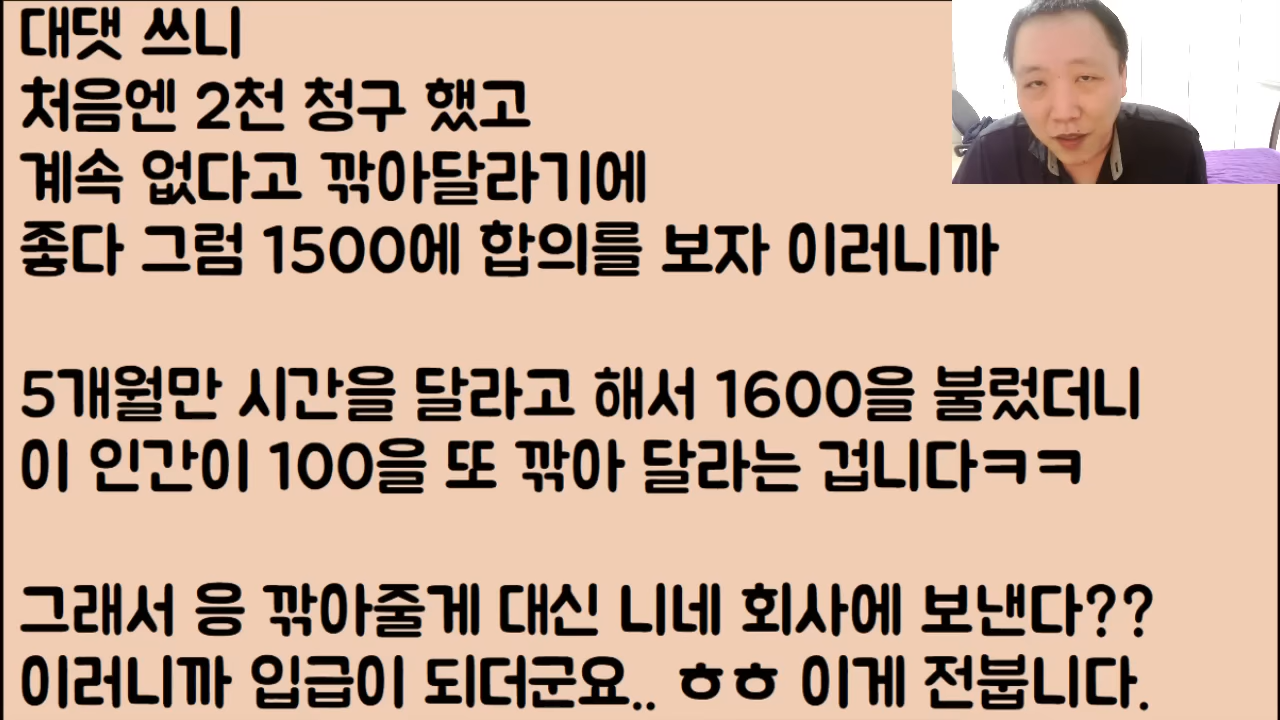 대댓 쓰니
처음엔 2천 청구 했고
계속 없다고 깎아달라기에
좋다 그럼 1500에 합의를 보자 이러니까
5개월만 시간을 달라고 해서 1600을 불렀더니
이 인간이 100을 또 깎아 달라는 겁니다ㅋㅋ
그래서 응 깎아줄게 대신 니네 회사에 보낸다??
이러니까 입급이 되더군요.. ㅎㅎ 이게 전붑니다.